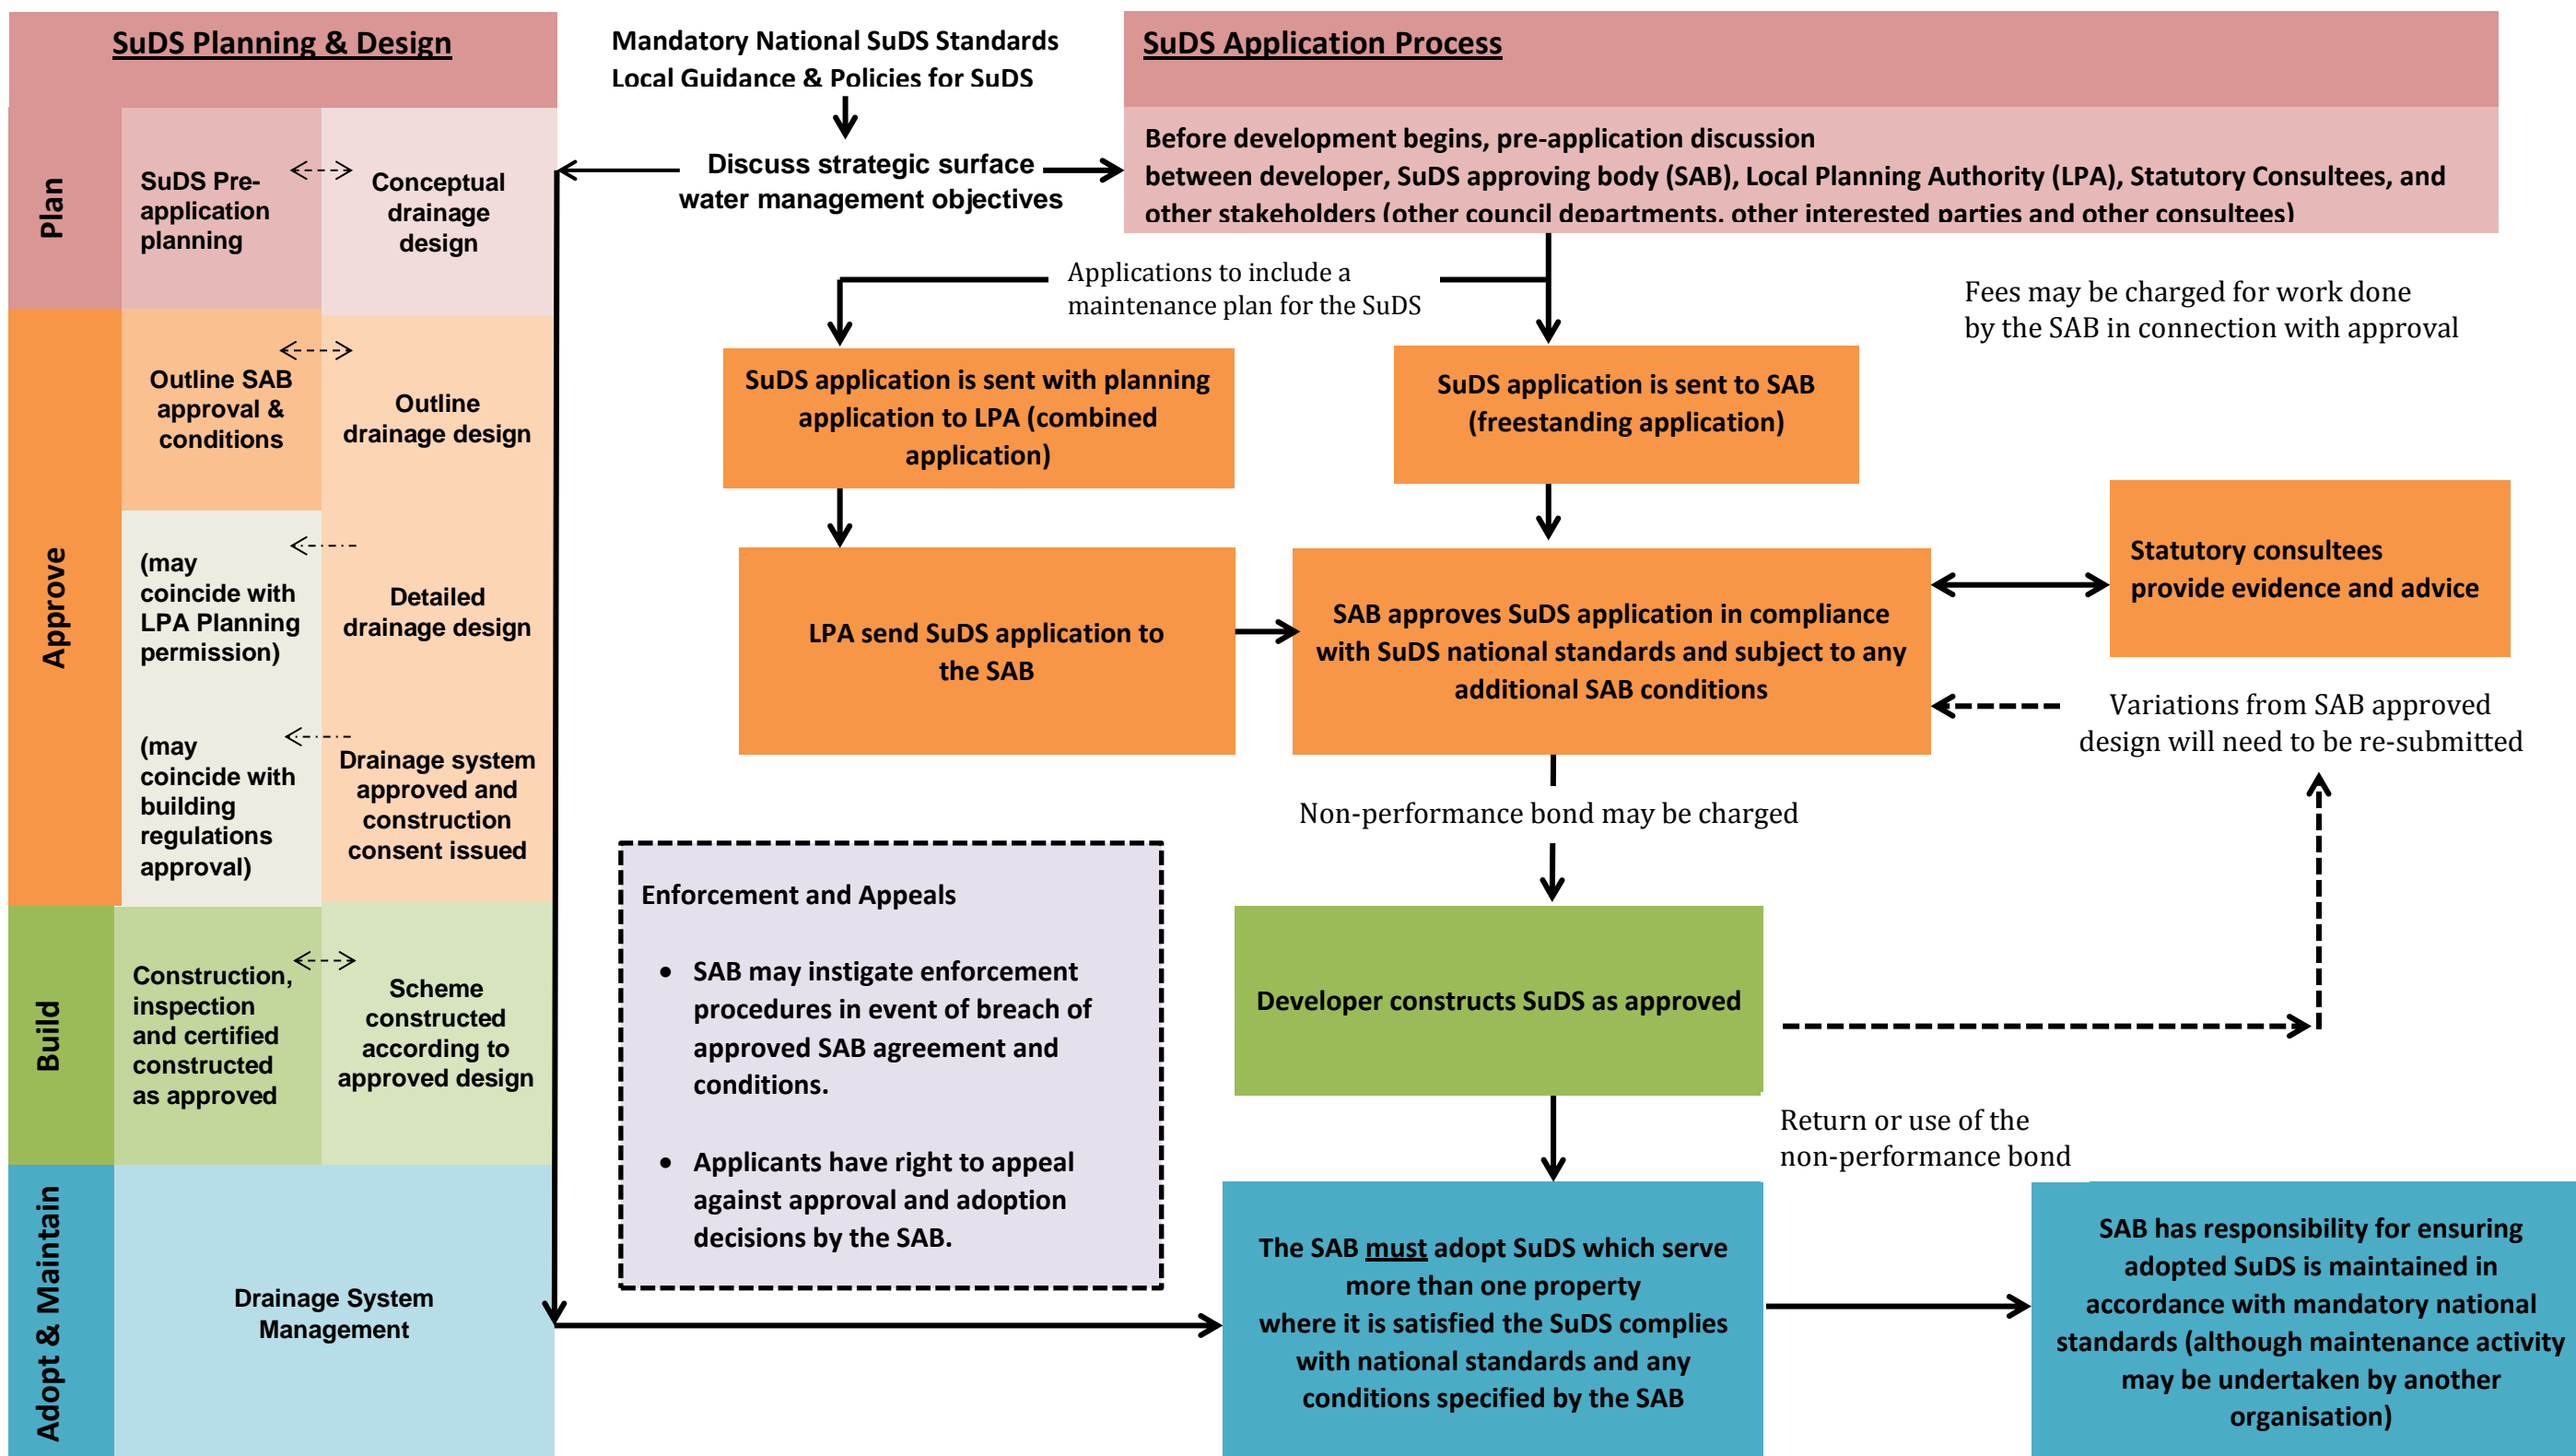 SuDS Planning & Design
Mandatory National SuDS Standards
Local Guidance & Policies for SuDS
Discuss strategic surface
water management objectives
SuDS Application Process
Before development begins, pre-application discussion
between developer, SuDS approving body (SAB), Local Planning Authority (LPA), Statutory Consultees, and
other stakeholders (other council departments, other interested parties and other consultees)
Plan
SuDS Pre-
application
planning
Conceptual
drainage
design
Applications to include a
maintenance plan for the SuDS
Fees may be charged for work done
by the SAB in connection with approval
Approve
Outline SAB
approval &
conditions
Outline
drainage design
(may
coincide with
LPA Planning
permission)
Detailed
drainage design
(may
coincide with
building
regulations
approval)
Drainage system
approved and
construction
consent issued
SuDS application is sent with planning
application to LPA (combined
application)
SuDS application is sent to SAB
(freestanding application)
LPA send SuDS application to
the SAB
SAB approves SuDS application in compliance
with SuDS national standards and subject to any
additional SAB conditions
Statutory consultees
provide evidence and advice
Variations from SAB approved
design will need to be re-submitted
Non-performance bond may be charged
Build
Construction,
inspection
and certified
constructed
as approved
Scheme
constructed
according to
approved design
Enforcement and Appeals
• SAB may instigate enforcement
procedures in event of breach of
approved SAB agreement and
conditions.
• Applicants have right to appeal
against approval and adoption
decisions by the SAB.
Developer constructs SuDS as approved
Return or use of the
non-performance bond
Adopt & Maintain
Drainage System
Management
The SAB must adopt SuDS which serve
more than one property
where it is satisfied the SuDS complies
with national standards and any
conditions specified by the SAB
SAB has responsibility for ensuring
adopted SuDS is maintained in
accordance with mandatory national
standards (although maintenance activity
may be undertaken by another
organisation)